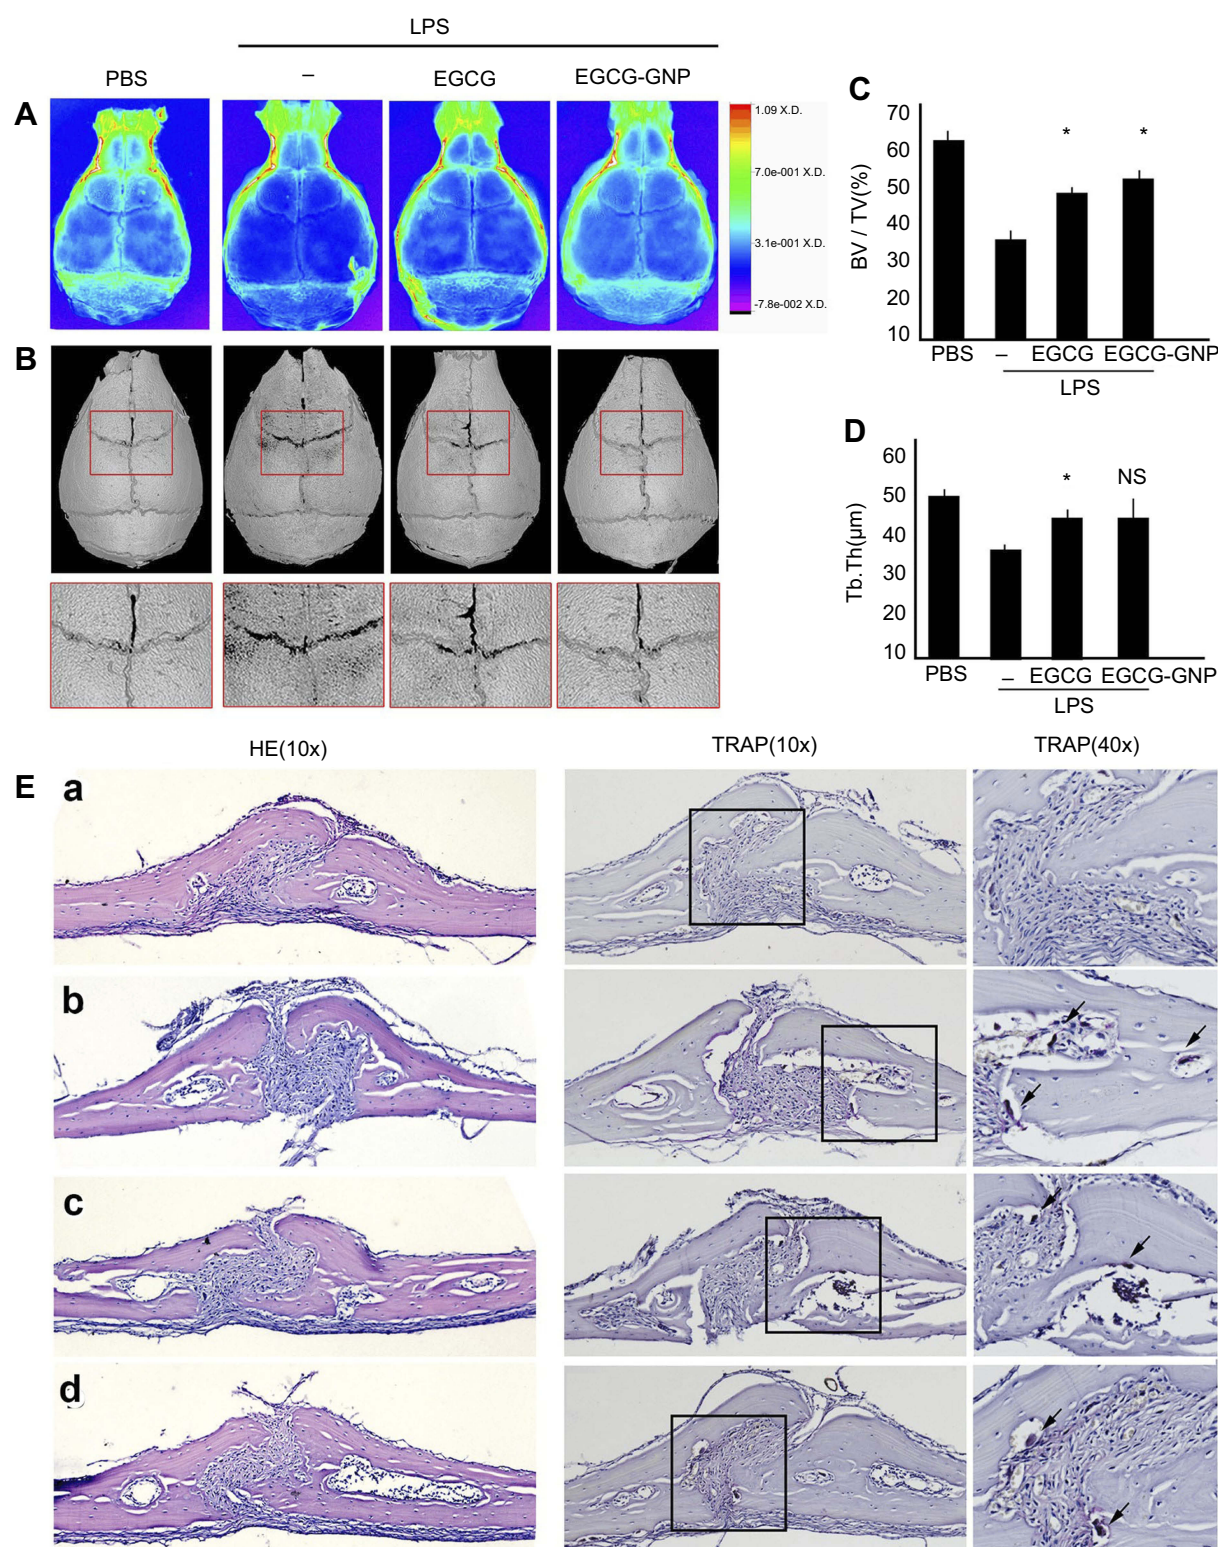 LPS
PBS
–
EGCG
EGCG-GNP
A
1.09 X.D.
7.0e-001 X.D.
3.1e-001 X.D.
-7.8e-002 X.D.
B
C
BV / TV(%)
70
60
50
40
30
20
10
*
*
PBS
–
EGCG
EGCG-GNP
LPS
D
Tb.Th(µm)
60
50
40
30
20
10
*
NS
PBS
–
EGCG
EGCG-GNP
LPS
HE(10x)
TRAP(10x)
TRAP(40x)
E
a
b
c
d